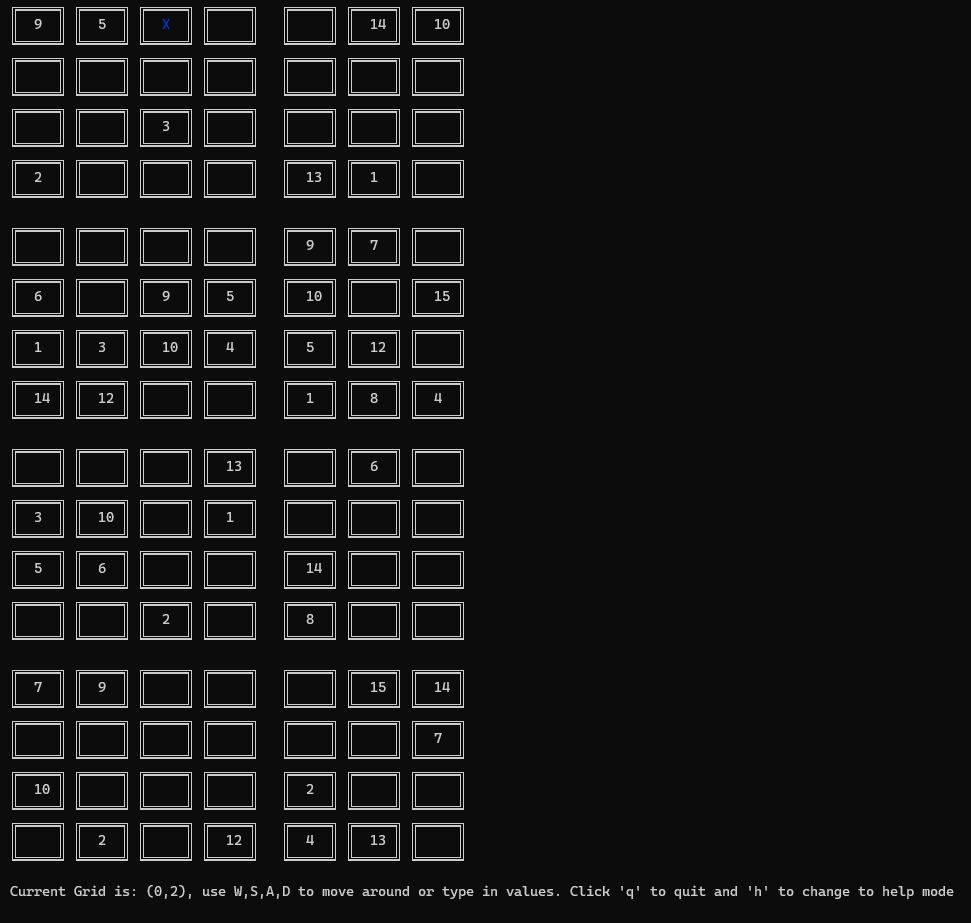 9 5 X 14 10
3
2 13 1
9 7
6 9 5 10 15
1 3 10 4 5 12
14 12 1 8 4
13 6
3 10 1
5 6 14
2 8
7 9 15 14
7
10 2
2 12 4 13
Current Grid is: (0,2), use W,S,A,D to move around or type in values. Click 'q' to quit and 'h' to change to help mode